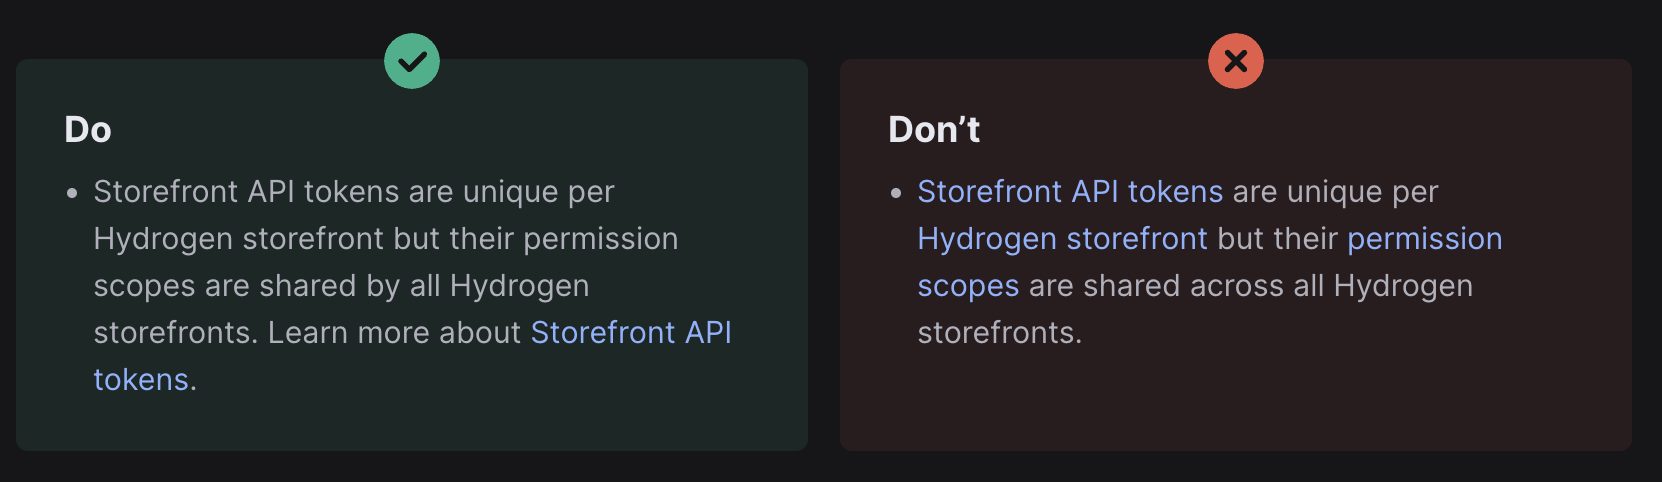 Do
• Storefront API tokens are unique per
Hydrogen storefront but their permission
scopes are shared by all Hydrogen
storefronts. Learn more about Storefront API
tokens.
Don’t
• Storefront API tokens are unique per
Hydrogen storefront but their permission
scopes are shared across all Hydrogen
storefronts.